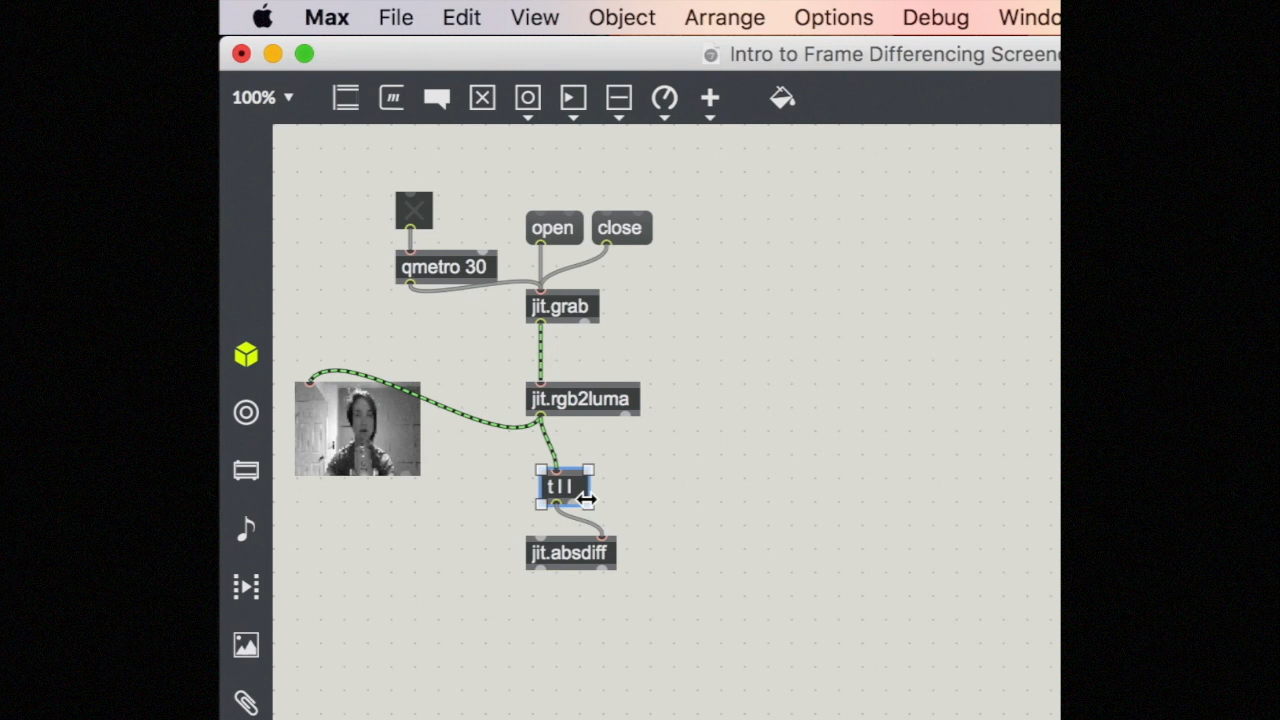 Max File Edit View Object Arrange Options Debug
Intro to Frame Differencing
100%
open close
qmetro 30
jit.grab
jit.rgb2luma
t l l
jit.absdiff